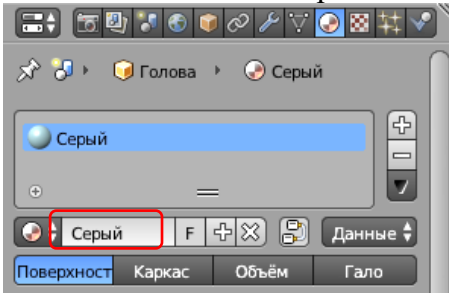 Голова Серый
Серый
Серый F Данные
Поверхност Каркас Объём Гало